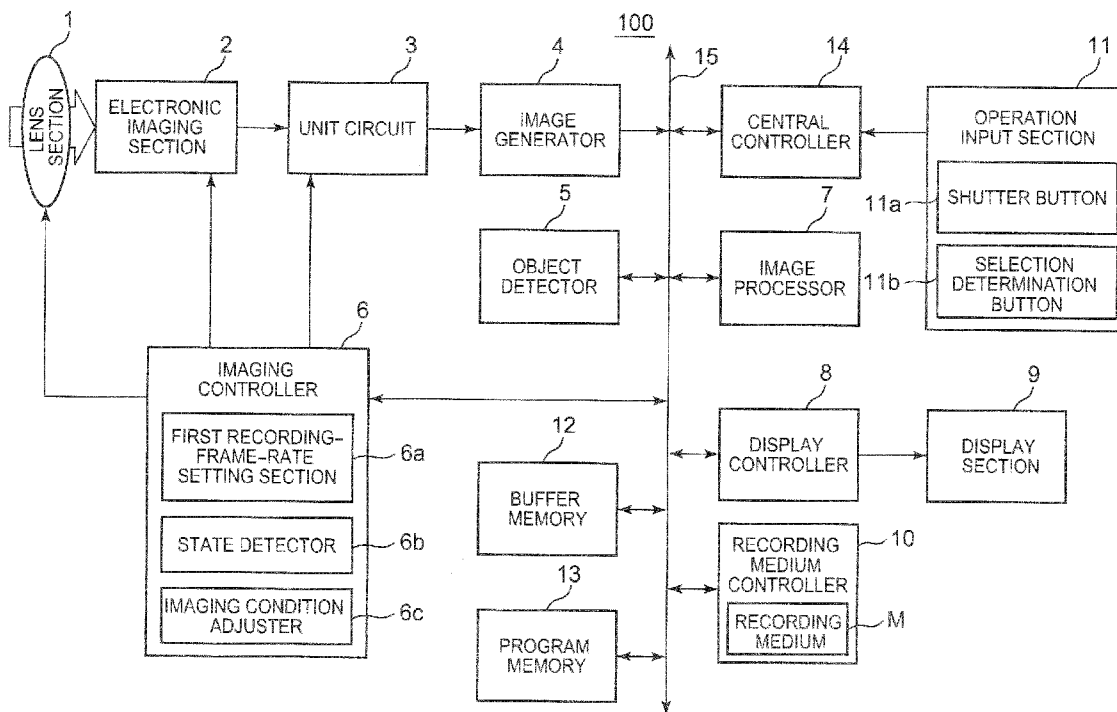 1
2
3
4
100
15
14
11
LENS
SECTION
ELECTRONIC
IMAGING
SECTION
UNIT CIRCUIT
IMAGE
GENERATOR
CENTRAL
CONTROLLER
OPERATION
INPUT SECTION
11a
SHUTTER BUTTON
11b
SELECTION
DETERMINATION
BUTTON
5
OBJECT
DETECTOR
7
IMAGE
PROCESSOR
6
IMAGING
CONTROLLER
FIRST RECORDING-
FRAME-RATE
SETTING SECTION
6a
STATE DETECTOR
6b
IMAGING CONDITION
ADJUSTER
6c
8
DISPLAY
CONTROLLER
9
DISPLAY
SECTION
12
BUFFER
MEMORY
10
RECORDING
MEDIUM
CONTROLLER
RECORDING
MEDIUM
M
13
PROGRAM
MEMORY